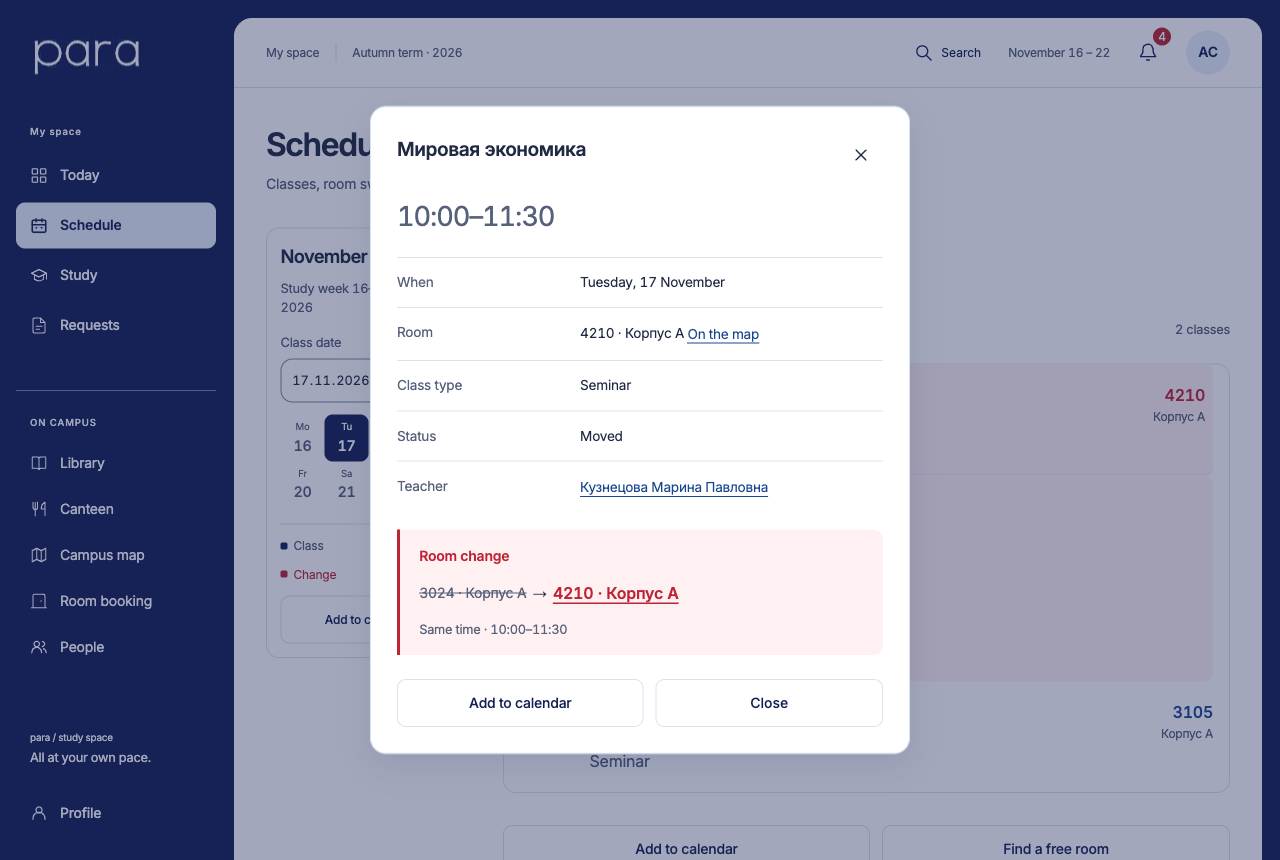 para
My space
Today
Schedule
Study
Requests
ON CAMPUS
Library
Canteen
Campus map
Room booking
People
para / study space
All at your own pace.
Profile
My space
Autumn term · 2026
Search
November 16 – 22
4
AC
Classes, room
November
Study week 16
2026
Class date
17.11.2026
Mo
Tu
16
17
Fr
Sa
20
21
Class
Change
Add to
2 classes
4210
Корпус A
3105
Корпус A
Seminar
Add to calendar
Find a free room
Мировая экономика
10:00–11:30
When
Tuesday, 17 November
Room
4210 · Корпус A On the map
Class type
Seminar
Status
Moved
Teacher
Кузнецова Марина Павловна
Room change
3024 · Корпус A → 4210 · Корпус A
Same time · 10:00–11:30
Add to calendar
Close